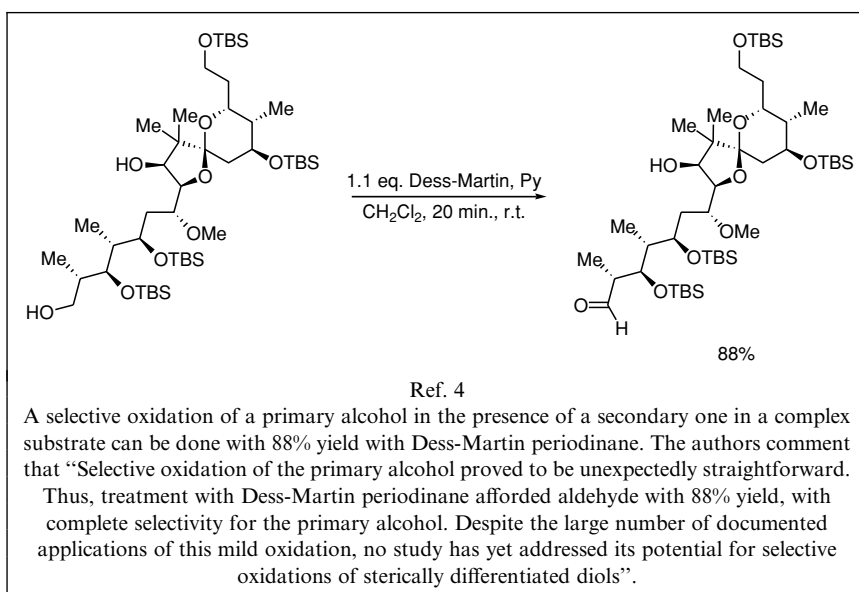 OTBS
OTBS
Me
Me
O
Me
Me
Me
O
Me
HO
O
OTBS
1.1 eq. Dess-Martin, Py
HO
O
OTBS
CH2Cl2, 20 min., r.t.
Me
OMe
Me
OMe
Me
OTBS
Me
OTBS
OTBS
OTBS
HO
O
H
88%
Ref. 4
A selective oxidation of a primary alcohol in the presence of a secondary one in a complex
substrate can be done with 88% yield with Dess-Martin periodinane. The authors comment
that “Selective oxidation of the primary alcohol proved to be unexpectedly straightforward.
Thus, treatment with Dess-Martin periodinane afforded aldehyde with 88% yield, with
complete selectivity for the primary alcohol. Despite the large number of documented
applications of this mild oxidation, no study has yet addressed its potential for selective
oxidations of sterically differentiated diols”.